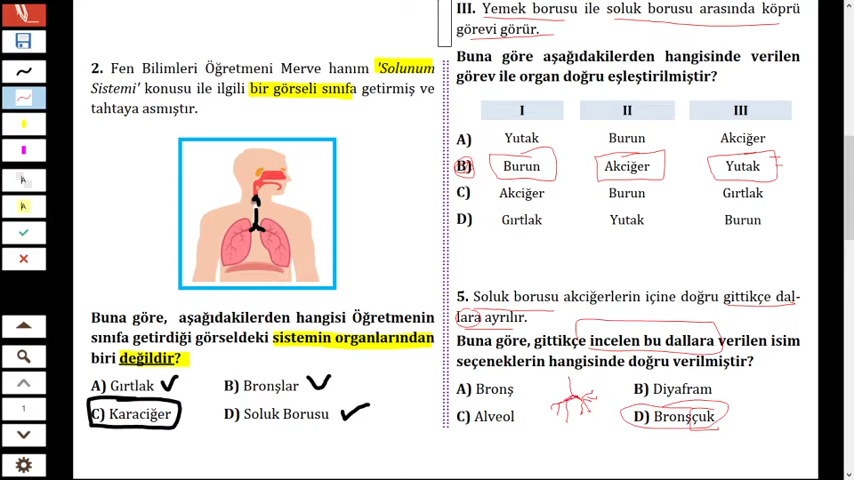 2. Fen Bilimleri Öğretmeni Merve hanım 'Solunum
Sistemi' konusu ile ilgili bir görseli sınıfa getirmiş ve
tahtaya asmıştır.
Buna göre, aşağıdakilerden hangisi Öğretmenin
sınıfa getirdiği görseldeki sistemin organlarından
biri değildir?
A) Gırtlak B) Bronşlar
C) Karaciğer D) Soluk Borusu
III. Yemek borusu ile soluk borusu arasında köprü
görevi görür.
Buna göre aşağıdakilerden hangisinde verilen
görev ile organ doğru eşleştirilmiştir?
I II III
A) Yutak Burun Akciğer
B) Burun Akciğer Yutak
C) Akciğer Burun Gırtlak
D) Gırtlak Yutak Burun
5. Soluk borusu akciğerlerin içine doğru gittikçe dal-
lara ayrılır.
Buna göre, gittikçe incelen bu dallara verilen isim
seçeneklerin hangisinde doğru verilmiştir?
A) Bronş B) Diyafram
C) Alveol D) Bronşçuk
A
A
1